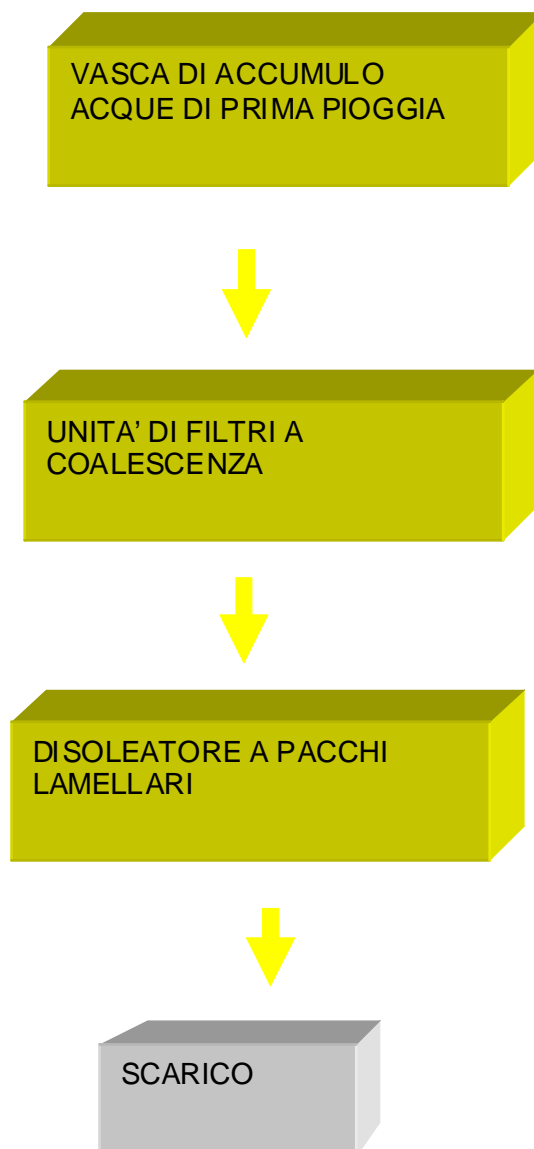 VASCA DI ACCUMULO
ACQUE DI PRIMA PIOGGIA
UNITA' DI FILTRI A
COALESCENZA
DISOLEATORE A PACCHI
LAMELLARI
SCARICO